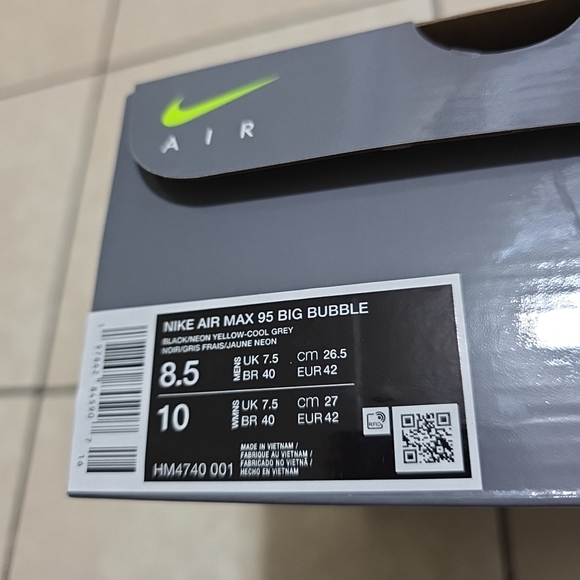 AIR
NIKE AIR MAX 95 BIG BUBBLE
BLACK/NEON YELLOW-COOL GREY
NOIR/GRIS FRAIS/JAUNE NEON
8.5 MENS UK 7.5 cm 26.5
BR 40 EUR 42
10 WMNS UK 7.5 cm 27
BR 40 EUR 42
RFID
MADE IN VIETNAM /
FABRIQUE AU VIETNAM /
FABRICADO NO VIETNÃ /
HECHO EN VIETNAM
HM4740 001